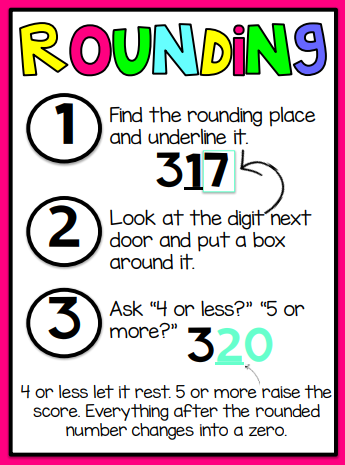 ROUNDING
1
Find the rounding place
and underline it.
317
2
Look at the digit next
door and put a box
around it.
3
Ask “4 or less?” “5 or
more?”
320
4 or less let it rest. 5 or more raise the
score. Everything after the rounded
number changes into a zero.